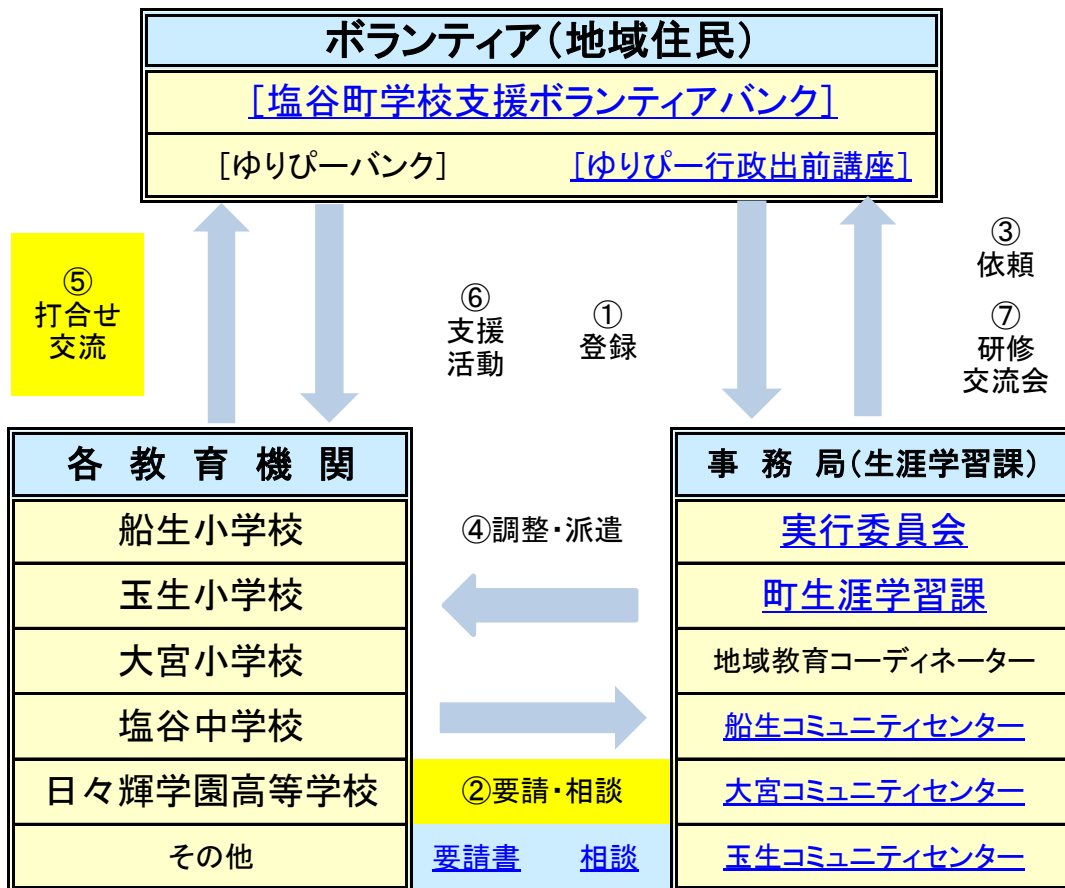 ボランティア(地域住民)
[塩谷町学校支援ボランティアバンク]
[ゆりぴーバンク]
[ゆりぴー行政出前講座]
⑤
打合せ
交流
⑥
支援
活動
①
登録
③
依頼
⑦
研修
交流会
各 教 育 機 関
船生小学校
玉生小学校
大宮小学校
塩谷中学校
日々輝学園高等学校
その他
④調整・派遣
②要請・相談
要請書
相談
事 務 局(生涯学習課)
実行委員会
町生涯学習課
地域教育コーディネーター
船生コミュニティセンター
大宮コミュニティセンター
玉生コミュニティセンター